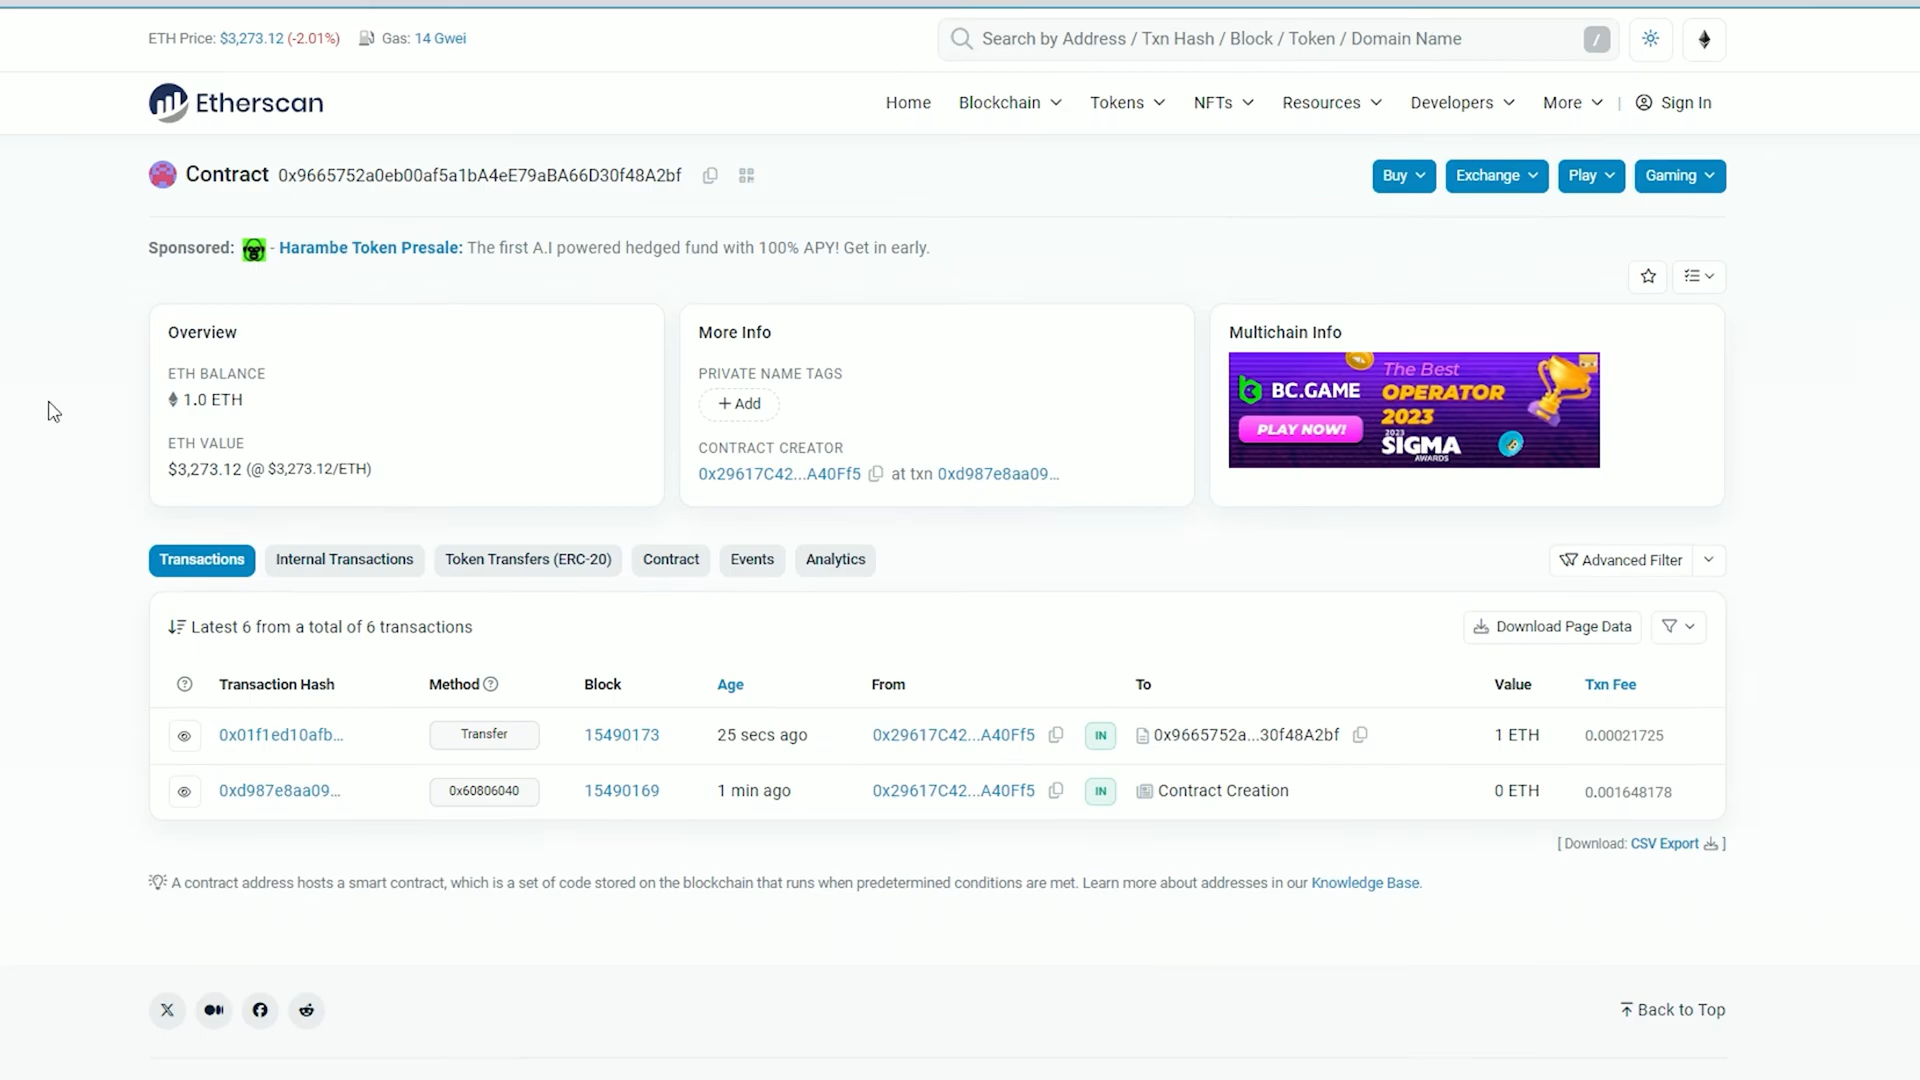 ETH Price: $3,273.12 (-2.01%) Gas: 14 Gwei
Search by Address / Txn Hash / Block / Token / Domain Name /
Etherscan
Home Blockchain Tokens NFTs Resources Developers More | Sign In
Contract 0x9665752a0eb00af5a1bA4eE79aBA66D30f48A2bf
Buy Exchange Play Gaming
Sponsored: - Harambe Token Presale: The first A.I powered hedged fund with 100% APY! Get in early.
Overview
ETH BALANCE
1.0 ETH
ETH VALUE
$3,273.12 (@ $3,273.12/ETH)
More Info
PRIVATE NAME TAGS
+ Add
CONTRACT CREATOR
0x29617C42...A40Ff5 at txn 0xd987e8aa09...
Multichain Info
BC.GAME
PLAY NOW!
The Best
OPERATOR
2023
2023
SIGMA
AWARDS
Transactions Internal Transactions Token Transfers (ERC-20) Contract Events Analytics
Advanced Filter
Latest 6 from a total of 6 transactions
Download Page Data
Transaction Hash Method Block Age From To Value Txn Fee
0x01f1ed10afb... Transfer 15490173 25 secs ago 0x29617C42...A40Ff5 IN 0x9665752a...30f48A2bf 1 ETH 0.00021725
0xd987e8aa09... 0x60806040 15490169 1 min ago 0x29617C42...A40Ff5 IN Contract Creation 0 ETH 0.001648178
[ Download: CSV Export ]
A contract address hosts a smart contract, which is a set of code stored on the blockchain that runs when predetermined conditions are met. Learn more about addresses in our Knowledge Base.
Back to Top